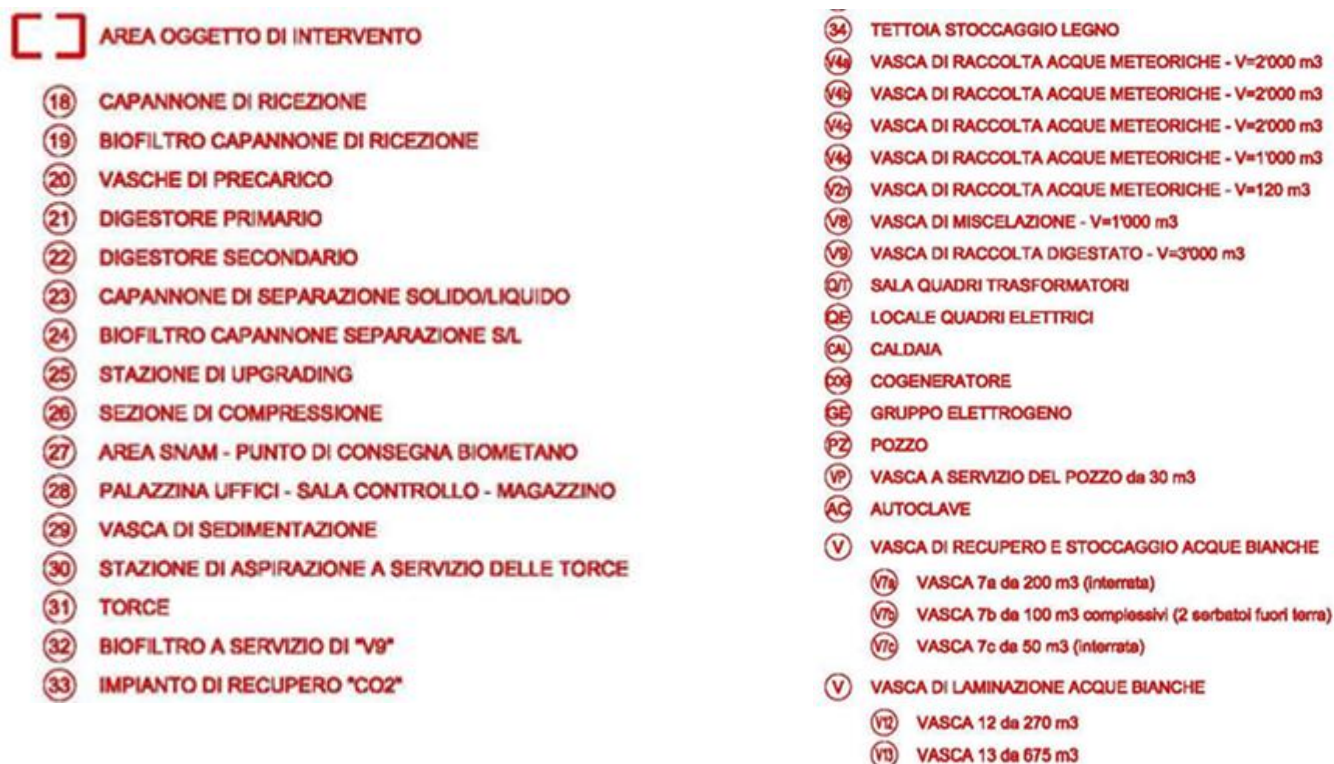 AREA OGGETTO DI INTERVENTO
18 CAPANNONE DI RICEZIONE
19 BIOFILTRO CAPANNONE DI RICEZIONE
20 VASCHE DI PRECARICO
21 DIGESTORE PRIMARIO
22 DIGESTORE SECONDARIO
23 CAPANNONE DI SEPARAZIONE SOLIDO/LIQUIDO
24 BIOFILTRO CAPANNONE SEPARAZIONE S/L
25 STAZIONE DI UPGRADING
26 SEZIONE DI COMPRESSIONE
27 AREA SNAM - PUNTO DI CONSEGNA BIOMETANO
28 PALAZZINA UFFICI - SALA CONTROLLO - MAGAZZINO
29 VASCA DI SEDIMENTAZIONE
30 STAZIONE DI ASPIRAZIONE A SERVIZIO DELLE TORCE
31 TORCE
32 BIOFILTRO A SERVIZIO DI "V9"
33 IMPIANTO DI RECUPERO "CO2"
34 TETTOIA STOCCAGGIO LEGNO
V4a VASCA DI RACCOLTA ACQUE METEORICHE - V=2'000 m3
V4b VASCA DI RACCOLTA ACQUE METEORICHE - V=2'000 m3
V4c VASCA DI RACCOLTA ACQUE METEORICHE - V=2'000 m3
V4d VASCA DI RACCOLTA ACQUE METEORICHE - V=1'000 m3
V2n VASCA DI RACCOLTA ACQUE METEORICHE - V=120 m3
V8 VASCA DI MISCELAZIONE - V=1'000 m3
V9 VASCA DI RACCOLTA DIGESTATO - V=3'000 m3
Q/T SALA QUADRI TRASFORMATORI
QE LOCALE QUADRI ELETTRICI
CAL CALDAIA
COG COGENERATORE
GE GRUPPO ELETTROGENO
PZ POZZO
VP VASCA A SERVIZIO DEL POZZO da 30 m3
AC AUTOCLAVE
V VASCA DI RECUPERO E STOCCAGGIO ACQUE BIANCHE
V7a VASCA 7a da 200 m3 (interrata)
V7b VASCA 7b da 100 m3 complessivi (2 serbatoi fuori terra)
V7c VASCA 7c da 50 m3 (interrata)
V VASCA DI LAMINAZIONE ACQUE BIANCHE
V12 VASCA 12 da 270 m3
V13 VASCA 13 da 675 m3